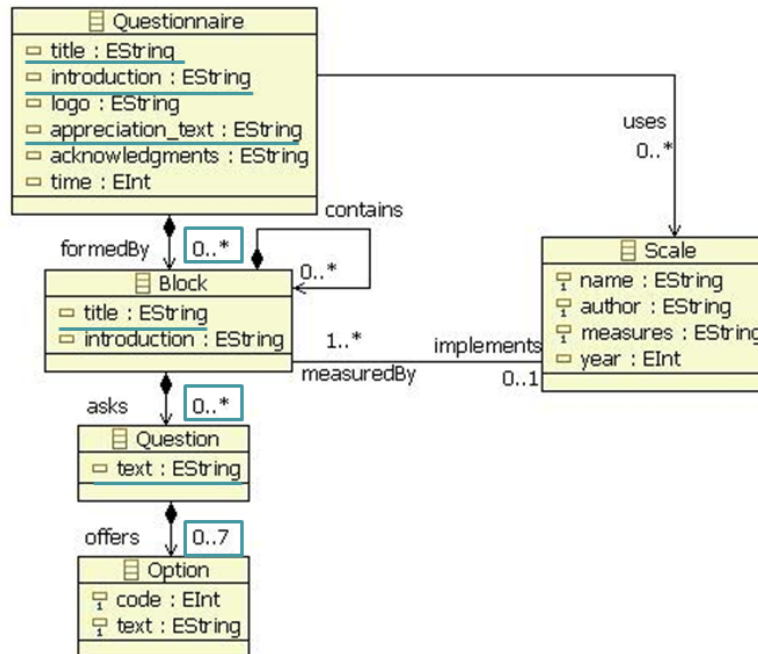 Questionnaire
title : EString
introduction : EString
logo : EString
appreciation_text : EString
acknowledgments : EString
time : EInt
uses
0..*
contains
formedBy
0..*
0..*
Block
title : EString
introduction : EString
Scale
name : EString
author : EString
measures : EString
year : EInt
1..*
implements
measuredBy
0..1
asks
0..*
Question
text : EString
offers
0..7
Option
code : EInt
text : EString